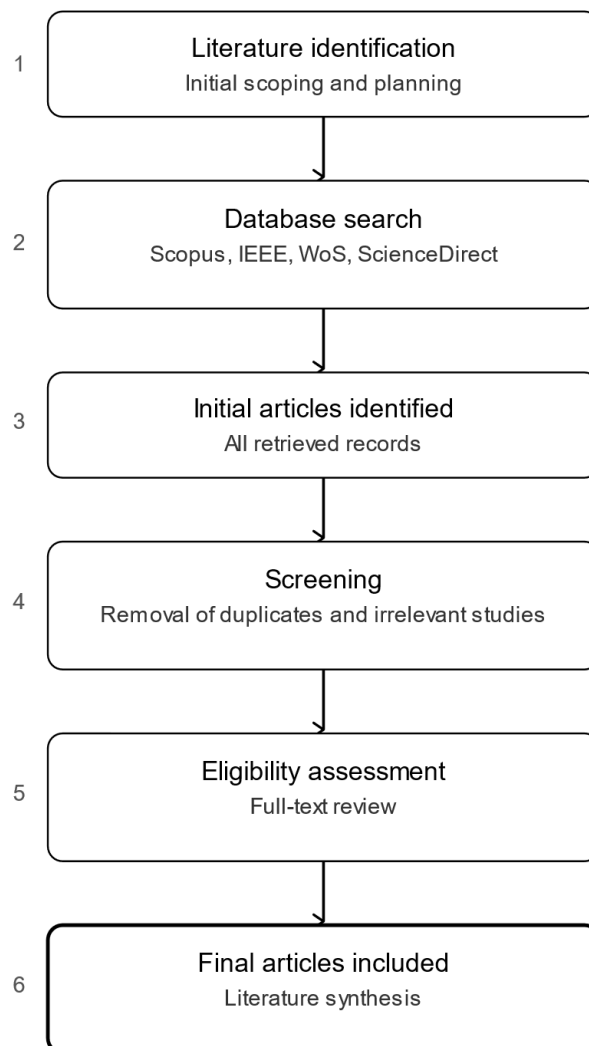 1
Literature identification
Initial scoping and planning
2
Database search
Scopus, IEEE, WoS, ScienceDirect
3
Initial articles identified
All retrieved records
4
Screening
Removal of duplicates and irrelevant studies
5
Eligibility assessment
Full-text review
6
Final articles included
Literature synthesis